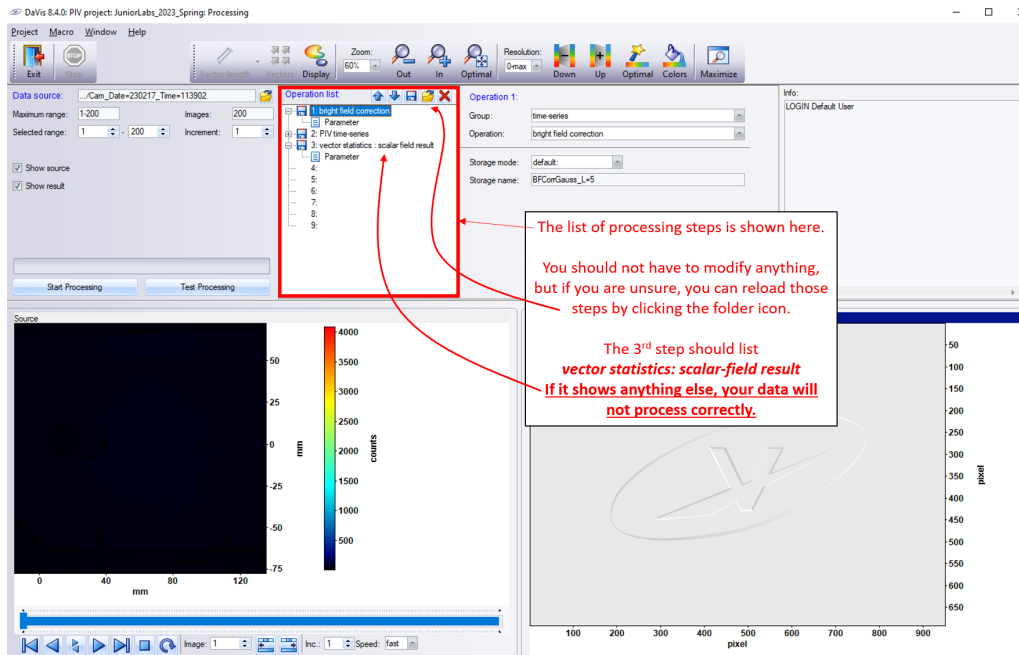 DaVis 8.4.0: PIV project: JuniorLabs_2023_Spring: Processing
Project Macro Window Help
Exit
STOP
Stop
Vector length
Vectors
Display
Zoom:
60%
Out
In
Optimal
Resolution:
0-max
Down
Up
Optimal
Colors
Maximize
Data source: .../Cam_Date=230217_Time=113902
Maximum range: 1-200 Images: 200
Selected range: 1 - 200 Increment: 1
Show source
Show result
Start Processing
Test Processing
Operation list:
1: bright field correction
Parameter
2: PIV time-series
3: vector statistics : scalar field result
Parameter
4:
5:
6:
7:
8:
9:
Operation 1:
Group: time-series
Operation: bright field correction
Storage mode: default:
Storage name: BFCorrGauss_L=5
Info:
LOGIN Default User
The list of processing steps is shown here.
You should not have to modify anything,
but if you are unsure, you can reload those
steps by clicking the folder icon.
The 3rd step should list
vector statistics: scalar-field result
If it shows anything else, your data will
not process correctly.
Source
50
25
0
-25
-50
-75
mm
0 40 80 120
mm
4000
3500
3000
2500
2000
1500
1000
500
counts
50
100
150
200
250
300
350
400
450
500
550
600
650
pixel
100 200 300 400 500 600 700 800 900
pixel
Image: 1 Inc.: 1 Speed: fast